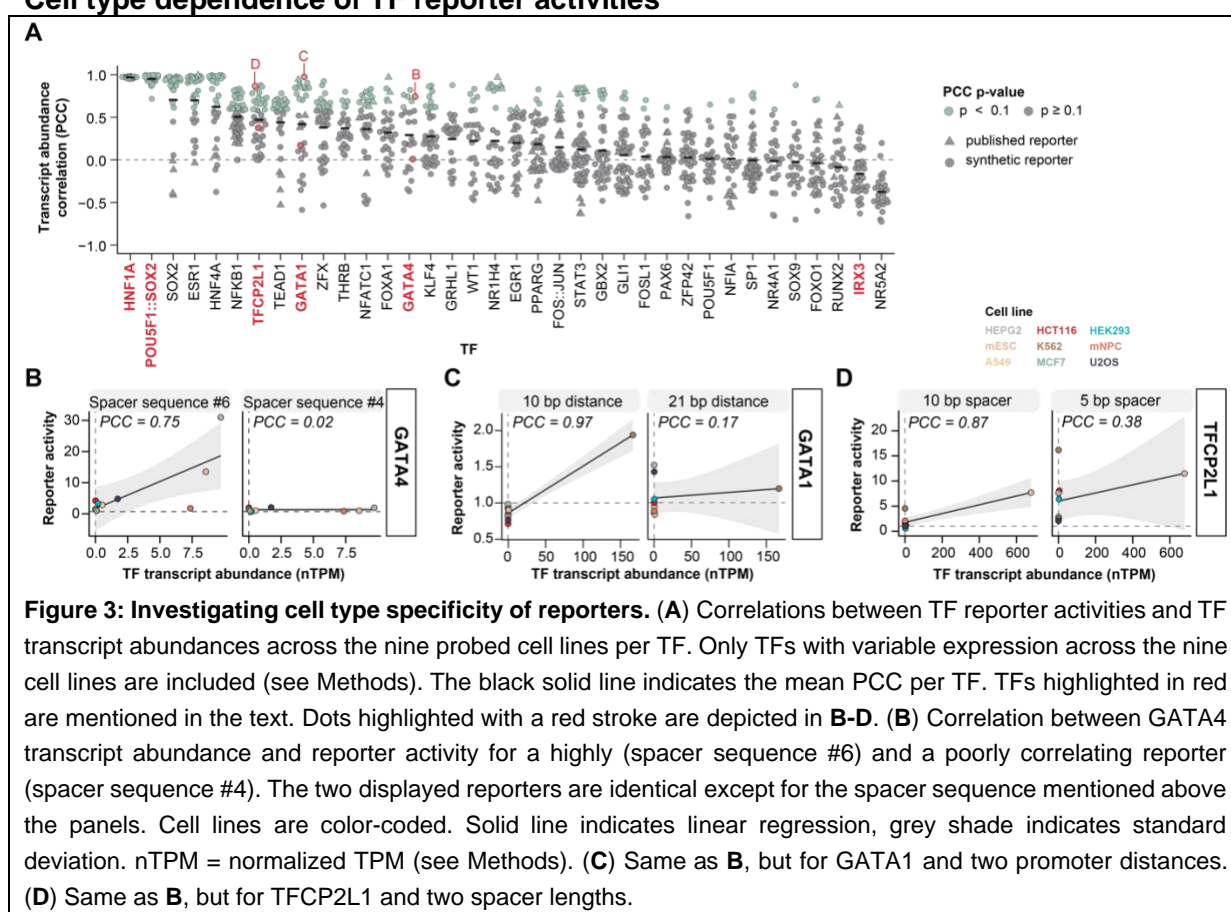 Cell type dependence of TF reporter activities
A
D
C
B
Transcript abundance
correlation (PCC)
1.0
0.5
0.0
−0.5
−1.0
HNF1A
POU5F1::SOX2
SOX2
ESR1
HNF4A
NFKB1
TFCP2L1
TEAD1
GATA1
ZFX
THRB
NFATC1
FOXA1
GATA4
KLF4
GRHL1
WT1
NR1H4
EGR1
PPARG
FOS::JUN
STAT3
GBX2
GLI1
FOSL1
PAX6
ZFP42
POU5F1
NFIA
SP1
NR4A1
SOX9
FOXO1
RUNX2
IRX3
NR5A2
TF
PCC p-value
p < 0.1 p ≥ 0.1
published reporter
synthetic reporter
Cell line
HEPG2 HCT116 HEK293
mESC K562 mNPC
A549 MCF7 U2OS
B
Spacer sequence #6 Spacer sequence #4
PCC = 0.75 PCC = 0.02
Reporter activity
30
20
10
0
0.0 2.5 5.0 7.5 0.0 2.5 5.0 7.5
TF transcript abundance (nTPM)
GATA4
C
10 bp distance 21 bp distance
PCC = 0.97 PCC = 0.17
Reporter activity
2.0
1.5
1.0
0.5
0 50 100 150 0 50 100 150
TF transcript abundance (nTPM)
GATA1
D
10 bp spacer 5 bp spacer
PCC = 0.87 PCC = 0.38
Reporter activity
20
15
10
5
0
0 200 400 600 0 200 400 600
TF transcript abundance (nTPM)
TFCP2L1
Figure 3: Investigating cell type specificity of reporters. (A) Correlations between TF reporter activities and TF
transcript abundances across the nine probed cell lines per TF. Only TFs with variable expression across the nine
cell lines are included (see Methods). The black solid line indicates the mean PCC per TF. TFs highlighted in red
are mentioned in the text. Dots highlighted with a red stroke are depicted in B-D. (B) Correlation between GATA4
transcript abundance and reporter activity for a highly (spacer sequence #6) and a poorly correlating reporter
(spacer sequence #4). The two displayed reporters are identical except for the spacer sequence mentioned above
the panels. Cell lines are color-coded. Solid line indicates linear regression, grey shade indicates standard
deviation. nTPM = normalized TPM (see Methods). (C) Same as B, but for GATA1 and two promoter distances.
(D) Same as B, but for TFCP2L1 and two spacer lengths.